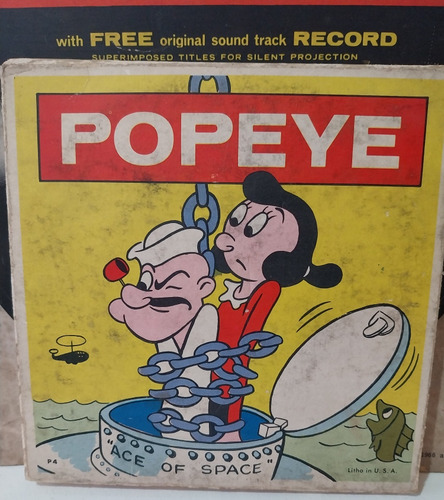 with FREE original sound track RECORD
SUPERIMPOSED TITLES FOR SILENT PROJECTION
POPEYE
"ACE OF SPACE"
P4
Litho in U.S.A.